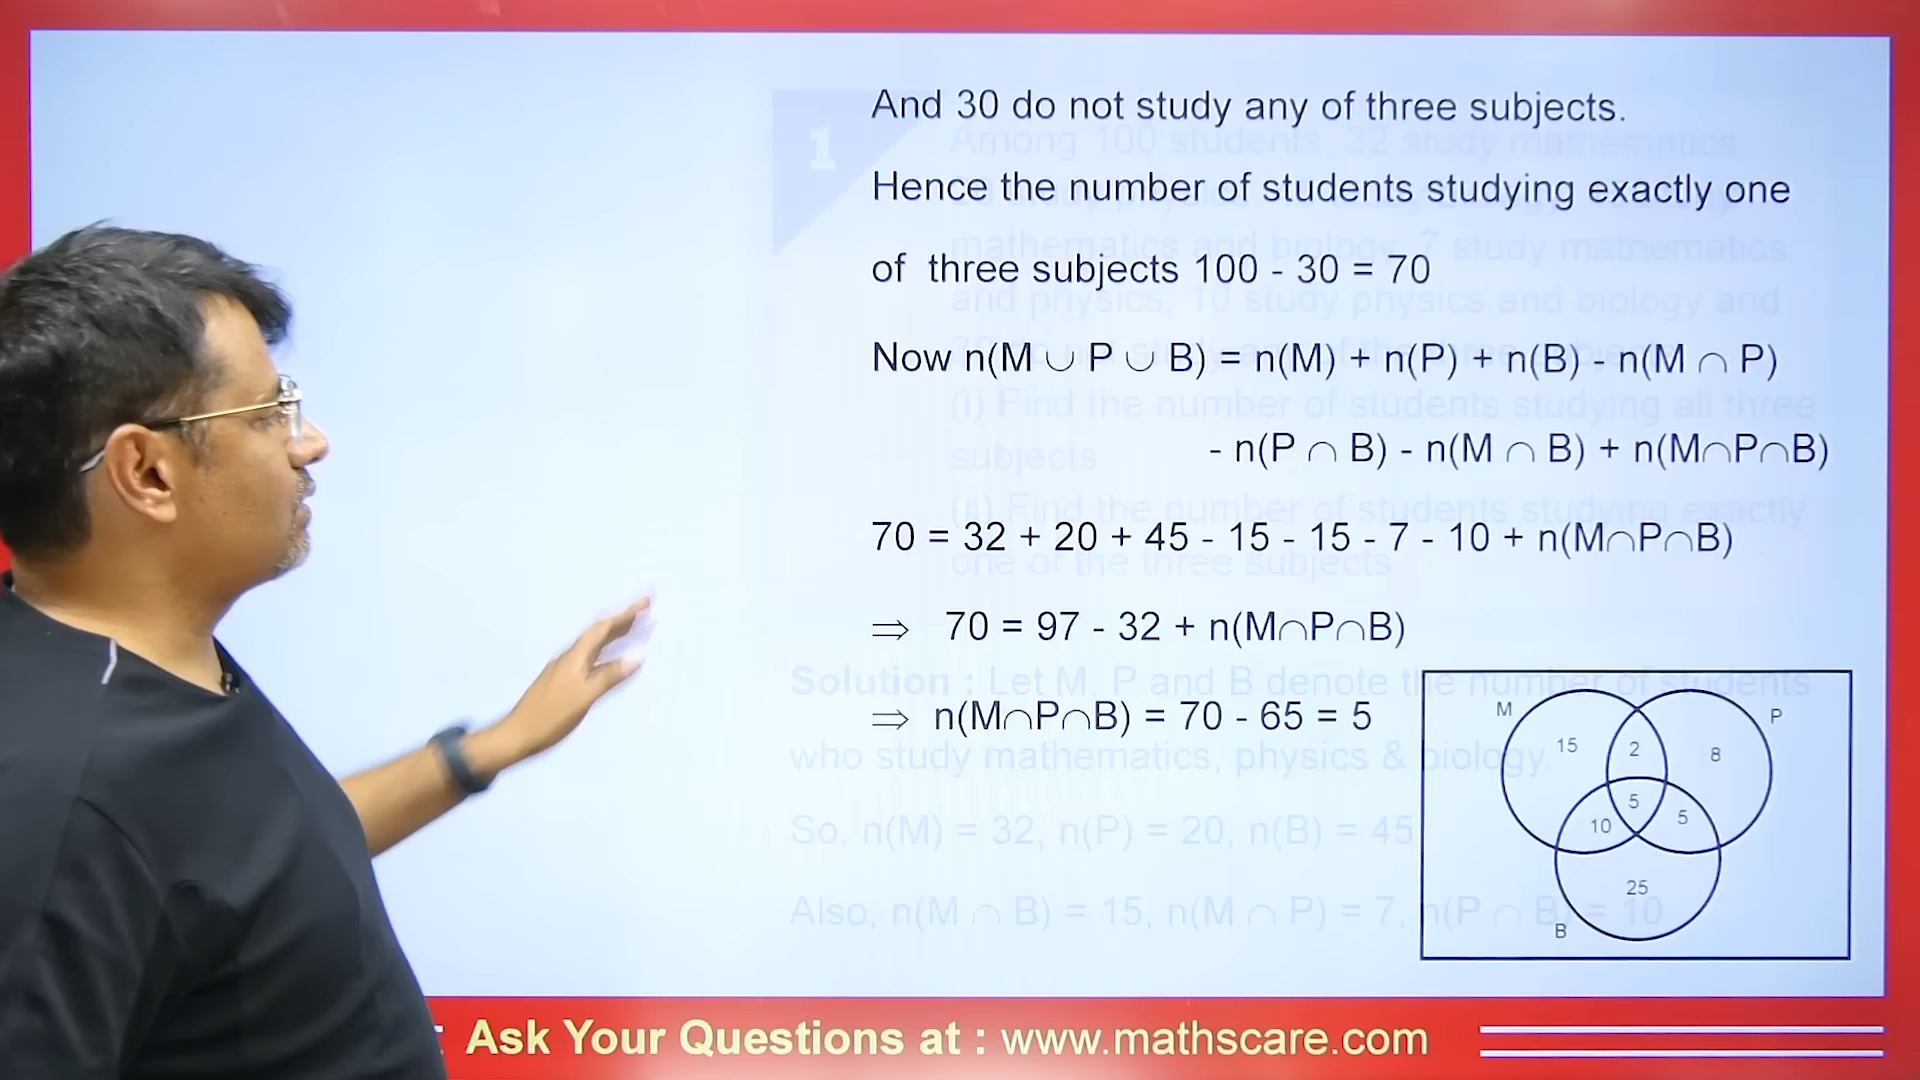 And 30 do not study any of three subjects.
Hence the number of students studying exactly one
of three subjects 100 - 30 = 70
Now n(M ∪ P ∪ B) = n(M) + n(P) + n(B) - n(M ∩ P)
- n(P ∩ B) - n(M ∩ B) + n(M∩P∩B)
70 = 32 + 20 + 45 - 15 - 15 - 7 - 10 + n(M∩P∩B)
⇒ 70 = 97 - 32 + n(M∩P∩B)
⇒ n(M∩P∩B) = 70 - 65 = 5
M
P
15
2
8
5
10
5
25
B
1
Among 100 students, 32 study mathematics
mathematics and biology, 7 study mathematics
and physics, 10 study physics and biology and
(i) Find the number of students studying all three
subjects
(ii) Find the number of students studying exactly
one of the three subjects
Solution : Let M, P and B denote the number of students
who study mathematics, physics & biology.
So, n(M) = 32, n(P) = 20, n(B) = 45
Also, n(M ∩ B) = 15, n(M ∩ P) = 7, n(P ∩ B) = 10
: Ask Your Questions at : www.mathscare.com